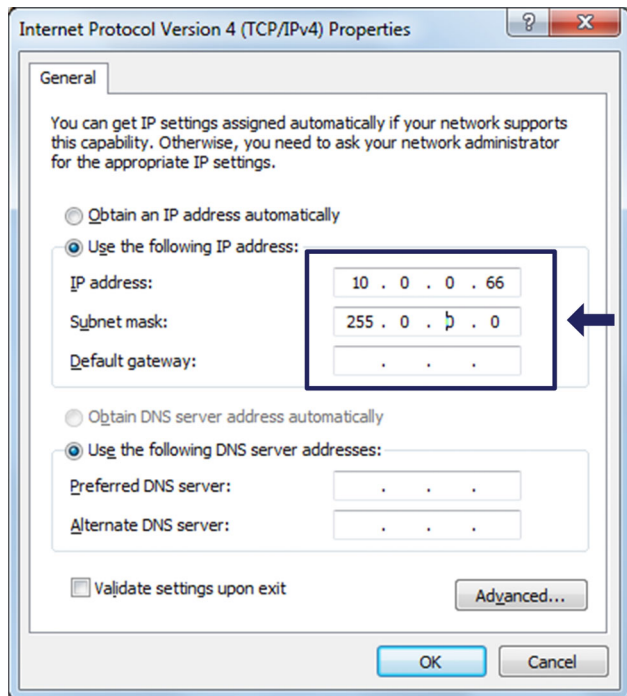 Internet Protocol Version 4 (TCP/IPv4) Properties
General
You can get IP settings assigned automatically if your network supports
this capability. Otherwise, you need to ask your network administrator
for the appropriate IP settings.
Obtain an IP address automatically
Use the following IP address:
IP address: 10 . 0 . 0 . 66
Subnet mask: 255 . 0 . 0 . 0
Default gateway: . . .
Obtain DNS server address automatically
Use the following DNS server addresses:
Preferred DNS server: . . .
Alternate DNS server: . . .
Validate settings upon exit
Advanced...
OK Cancel